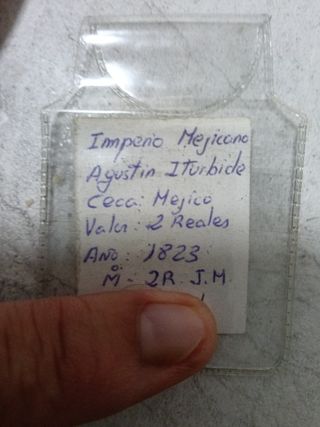 Imperio Mejicano
Agustin Iturbide
Ceca: Mejico
Valor: 2 Reales
Año: 1823
M̊ - 2R. J.M